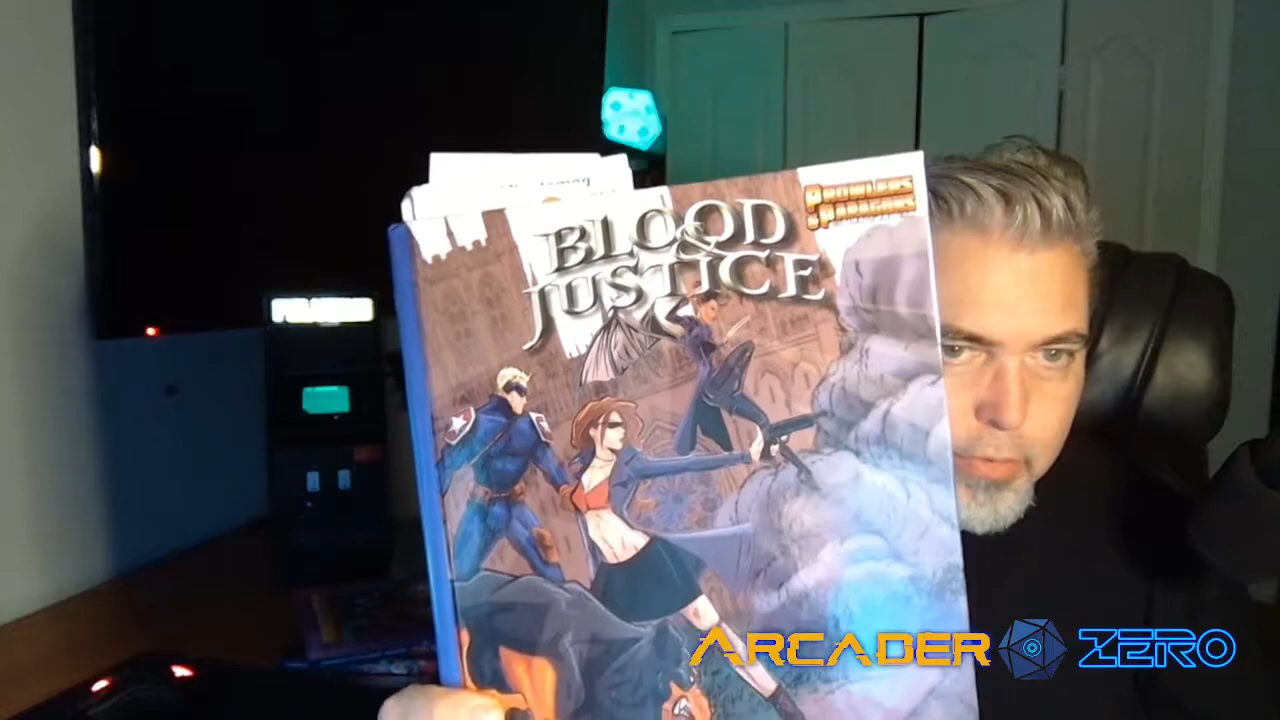 PROWLERS
& PARAGONS
BLOOD
&
JUSTICE
ARCADER ZERO